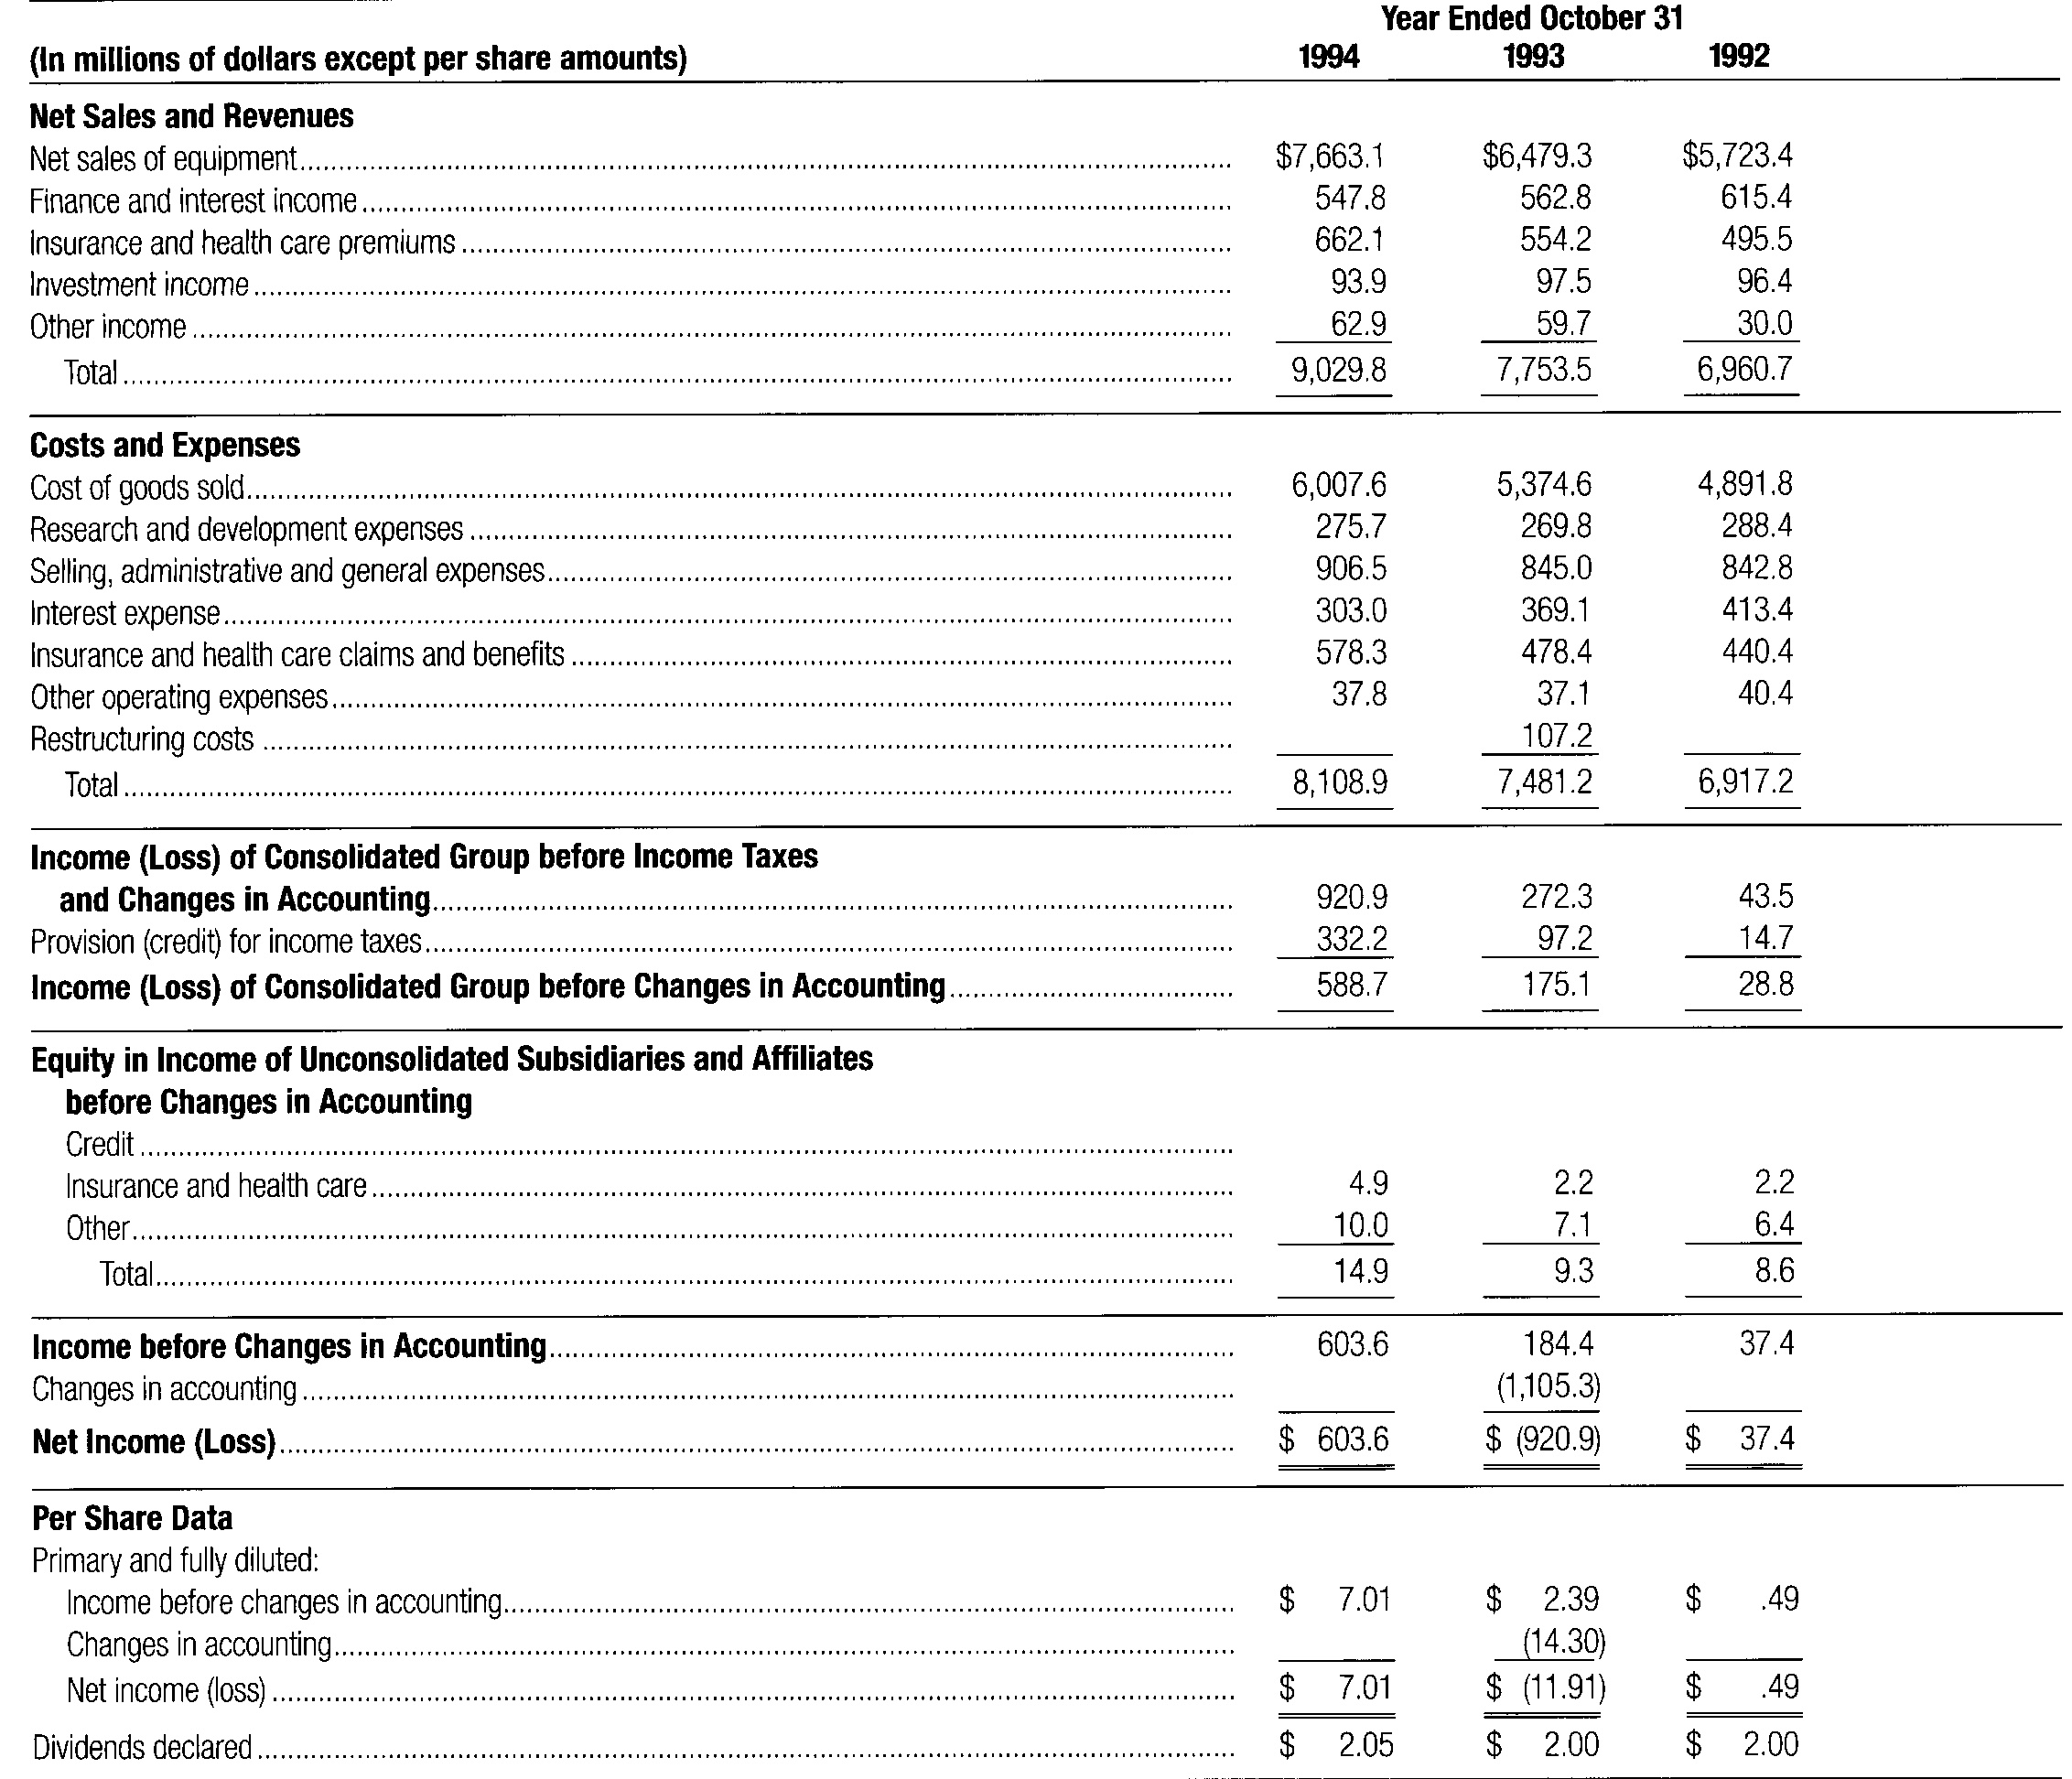 Year Ended October 31
(In millions of dollars except per share amounts) 1994 1993 1992
Net Sales and Revenues
Net sales of equipment $7,663.1 $6,479.3 $5,723.4
Finance and interest income 547.8 562.8 615.4
Insurance and health care premiums 662.1 554.2 495.5
Investment income 93.9 97.5 96.4
Other income 62.9 59.7 30.0
Total 9,029.8 7,753.5 6,960.7
Costs and Expenses
Cost of goods sold 6,007.6 5,374.6 4,891.8
Research and development expenses 275.7 269.8 288.4
Selling, administrative and general expenses 906.5 845.0 842.8
Interest expense 303.0 369.1 413.4
Insurance and health care claims and benefits 578.3 478.4 440.4
Other operating expenses 37.8 37.1 40.4
Restructuring costs 107.2
Total 8,108.9 7,481.2 6,917.2
Income (Loss) of Consolidated Group before Income Taxes
and Changes in Accounting 920.9 272.3 43.5
Provision (credit) for income taxes 332.2 97.2 14.7
Income (Loss) of Consolidated Group before Changes in Accounting 588.7 175.1 28.8
Equity in Income of Unconsolidated Subsidiaries and Affiliates
before Changes in Accounting
Credit
Insurance and health care 4.9 2.2 2.2
Other 10.0 7.1 6.4
Total 14.9 9.3 8.6
Income before Changes in Accounting 603.6 184.4 37.4
Changes in accounting (1,105.3)
Net Income (Loss) $ 603.6 $ (920.9) $ 37.4
Per Share Data
Primary and fully diluted:
Income before changes in accounting $ 7.01 $ 2.39 $ .49
Changes in accounting (14.30)
Net income (loss) $ 7.01 $ (11.91) $ .49
Dividends declared $ 2.05 $ 2.00 $ 2.00